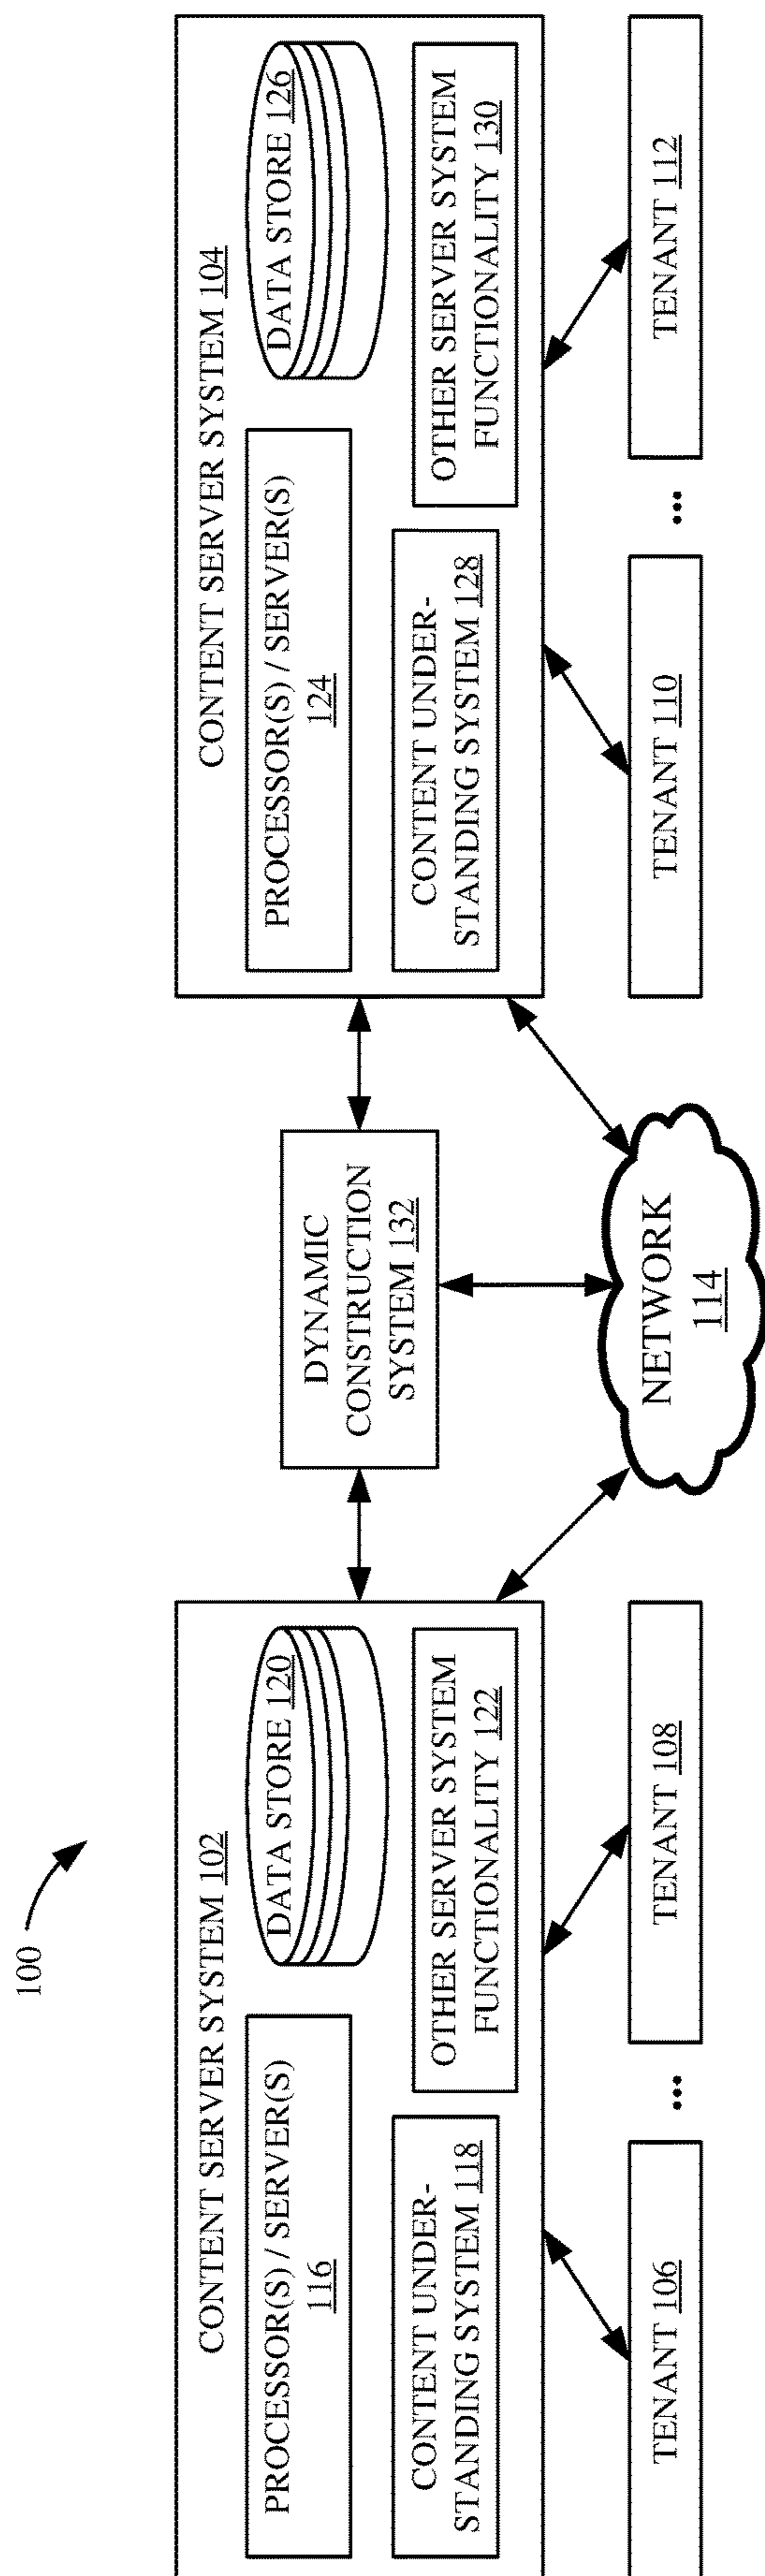 100
CONTENT SERVER SYSTEM 102
PROCESSOR(S) / SERVER(S)
116
DATA STORE 120
CONTENT UNDER-
STANDING SYSTEM 118
OTHER SERVER SYSTEM
FUNCTIONALITY 122
TENANT 106
...
TENANT 108
DYNAMIC
CONSTRUCTION
SYSTEM 132
NETWORK
114
CONTENT SERVER SYSTEM 104
PROCESSOR(S) / SERVER(S)
124
DATA STORE 126
CONTENT UNDER-
STANDING SYSTEM 128
OTHER SERVER SYSTEM
FUNCTIONALITY 130
TENANT 110
...
TENANT 112